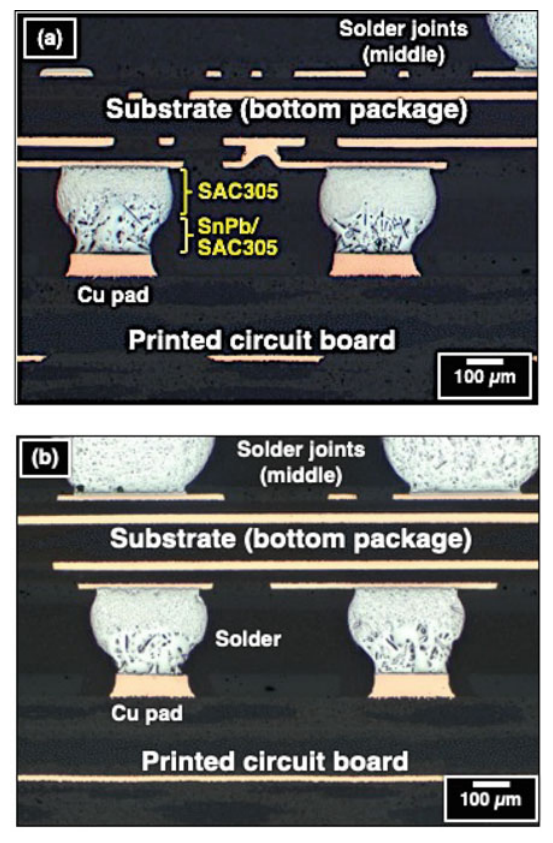 (a)
Solder joints
(middle)
Substrate (bottom package)
SAC305
SnPb/
SAC305
Cu pad
Printed circuit board
100 µm
(b)
Solder joints
(middle)
Substrate (bottom package)
Solder
Cu pad
Printed circuit board
100 µm